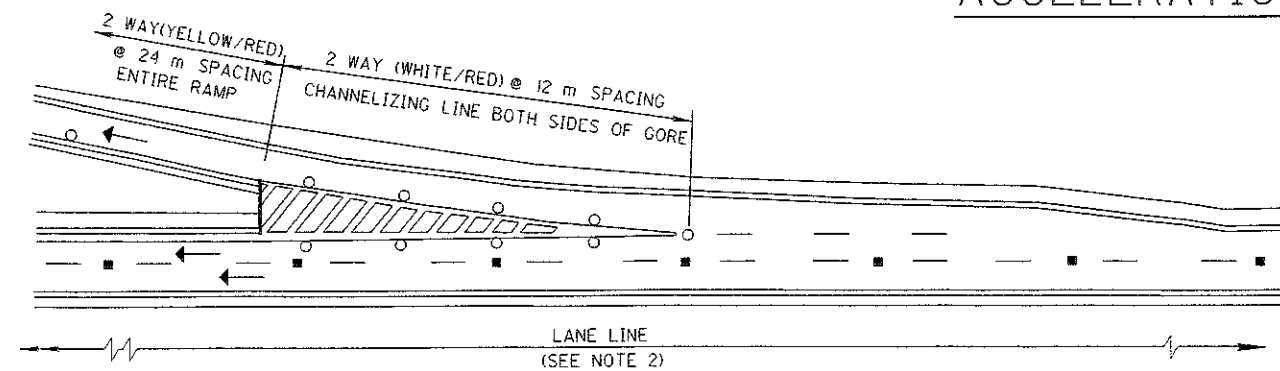 2 WAY(YELLOW/RED)
@ 24 m SPACING
ENTIRE RAMP
2 WAY (WHITE/RED) @ 12 m SPACING
CHANNELIZING LINE BOTH SIDES OF GORE
LANE LINE
(SEE NOTE 2)